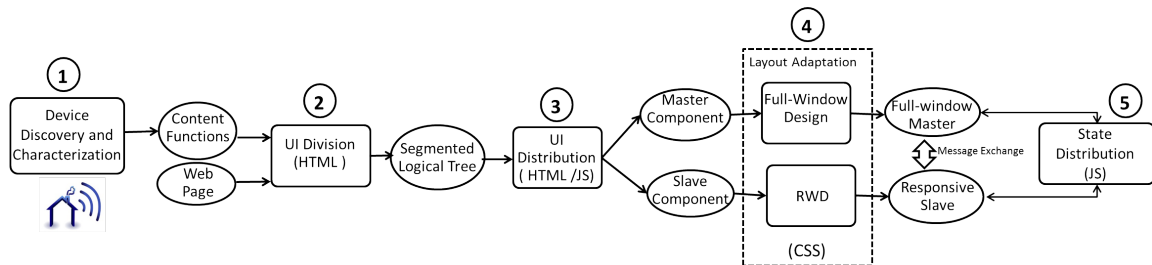 1
Device
Discovery and
Characterization
Content
Functions
Web
Page
2
UI Division
(HTML )
Segmented
Logical Tree
3
UI
Distribution
( HTML /JS)
Master
Component
Slave
Component
4
Layout Adaptation
Full-Window
Design
RWD
(CSS)
Full-window
Master
Message Exchange
Responsive
Slave
5
State
Distribution
(JS)